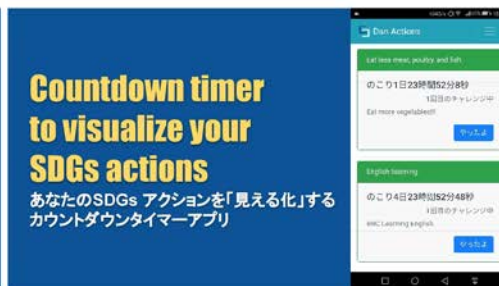 Countdown timer
to visualize your
SDGs actions
あなたのSDGs アクションを「見える化」する
カウントダウンタイマーアプリ
Dan Actions
Eat less meat, poultry and fish
のこり1日23時間52分8秒
1回目のチャレンジ中
Eat more vegetables!!
やったよ
English learning
のこり4日23時間52分48秒
1回目のチャレンジ中
BBC Learning English
やったよ